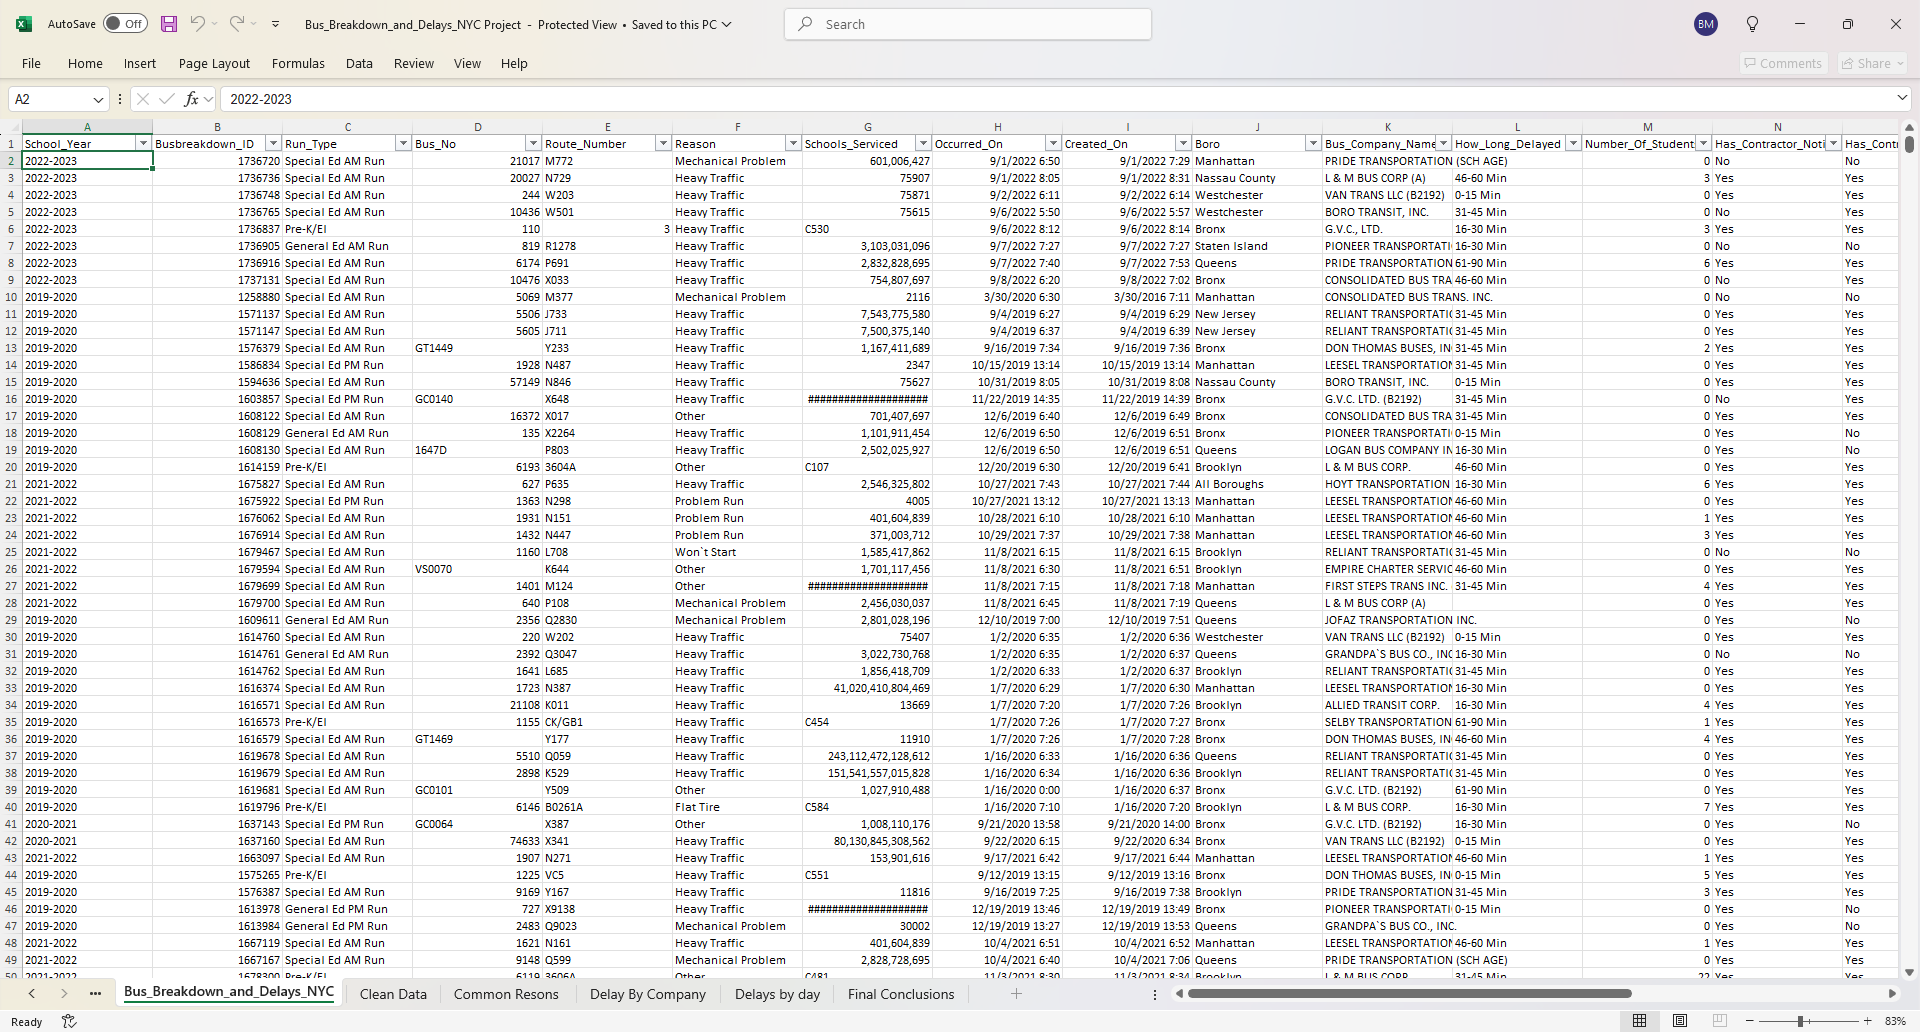 AutoSave Off Bus_Breakdown_and_Delays_NYC Project - Protected View • Saved to this PC Search BM
File Home Insert Page Layout Formulas Data Review View Help Comments Share
A2 fx 2022-2023
A B C D E F G H I J K L M N
1 School_Year Busbreakdown_ID Run_Type Bus_No Route_Number Reason Schools_Serviced Occurred_On Created_On Boro Bus_Company_Name How_Long_Delayed Number_Of_Student Has_Contractor_Noti Has_Contr
2 2022-2023 1736720 Special Ed AM Run 21017 M772 Mechanical Problem 601,006,427 9/1/2022 6:50 9/1/2022 7:29 Manhattan PRIDE TRANSPORTATION (SCH AGE) 0 No No
3 2022-2023 1736736 Special Ed AM Run 20027 N729 Heavy Traffic 75907 9/1/2022 8:05 9/1/2022 8:31 Nassau County L & M BUS CORP (A) 46-60 Min 3 Yes Yes
4 2022-2023 1736748 Special Ed AM Run 244 W203 Heavy Traffic 75871 9/2/2022 6:11 9/2/2022 6:14 Westchester VAN TRANS LLC (B2192) 0-15 Min 0 Yes Yes
5 2022-2023 1736765 Special Ed AM Run 10436 W501 Heavy Traffic 75615 9/6/2022 5:50 9/6/2022 5:57 Westchester BORO TRANSIT, INC. 31-45 Min 0 No Yes
6 2022-2023 1736837 Pre-K/EI 110 3 Heavy Traffic C530 9/6/2022 8:12 9/6/2022 8:14 Bronx G.V.C., LTD. 16-30 Min 3 Yes Yes
7 2022-2023 1736905 General Ed AM Run 819 R1278 Heavy Traffic 3,103,031,096 9/7/2022 7:27 9/7/2022 7:27 Staten Island PIONEER TRANSPORTATI 16-30 Min 0 No No
8 2022-2023 1736916 Special Ed AM Run 6174 P691 Heavy Traffic 2,832,828,695 9/7/2022 7:40 9/7/2022 7:53 Queens PRIDE TRANSPORTATION 61-90 Min 6 Yes Yes
9 2022-2023 1737131 Special Ed AM Run 10476 X033 Heavy Traffic 754,807,697 9/8/2022 6:20 9/8/2022 7:02 Bronx CONSOLIDATED BUS TRA 46-60 Min 0 No Yes
10 2019-2020 1258880 Special Ed AM Run 5069 M377 Mechanical Problem 2116 3/30/2020 6:30 3/30/2016 7:11 Manhattan CONSOLIDATED BUS TRANS. INC. 0 No No
11 2019-2020 1571137 Special Ed AM Run 5506 J733 Heavy Traffic 7,543,775,580 9/4/2019 6:27 9/4/2019 6:29 New Jersey RELIANT TRANSPORTATI 31-45 Min 0 Yes Yes
12 2019-2020 1571147 Special Ed AM Run 5605 J711 Heavy Traffic 7,500,375,140 9/4/2019 6:37 9/4/2019 6:39 New Jersey RELIANT TRANSPORTATI 31-45 Min 0 Yes Yes
13 2019-2020 1576379 Special Ed AM Run GT1449 Y233 Heavy Traffic 1,167,411,689 9/16/2019 7:34 9/16/2019 7:36 Bronx DON THOMAS BUSES, IN 31-45 Min 2 Yes Yes
14 2019-2020 1586834 Special Ed PM Run 1928 N487 Heavy Traffic 2347 10/15/2019 13:14 10/15/2019 13:14 Manhattan LEESEL TRANSPORTATION 31-45 Min 0 Yes Yes
15 2019-2020 1594636 Special Ed AM Run 57149 N846 Heavy Traffic 75627 10/31/2019 8:05 10/31/2019 8:08 Nassau County BORO TRANSIT, INC. 0-15 Min 0 Yes Yes
16 2019-2020 1603857 Special Ed PM Run GC0140 X648 Heavy Traffic #################### 11/22/2019 14:35 11/22/2019 14:39 Bronx G.V.C. LTD. (B2192) 31-45 Min 0 No Yes
17 2019-2020 1608122 Special Ed AM Run 16372 X017 Other 701,407,697 12/6/2019 6:40 12/6/2019 6:49 Bronx CONSOLIDATED BUS TRA 31-45 Min 0 Yes Yes
18 2019-2020 1608129 General Ed AM Run 135 X2264 Heavy Traffic 1,101,911,454 12/6/2019 6:50 12/6/2019 6:51 Bronx PIONEER TRANSPORTATI 0-15 Min 0 Yes No
19 2019-2020 1608130 Special Ed AM Run 1647D P803 Heavy Traffic 2,502,025,927 12/6/2019 6:50 12/6/2019 6:51 Queens LOGAN BUS COMPANY IN 16-30 Min 0 Yes No
20 2019-2020 1614159 Pre-K/EI 6193 3604A Other C107 12/20/2019 6:30 12/20/2019 6:41 Brooklyn L & M BUS CORP. 46-60 Min 0 Yes Yes
21 2021-2022 1675827 Special Ed AM Run 627 P635 Heavy Traffic 2,546,325,802 10/27/2021 7:43 10/27/2021 7:44 All Boroughs HOYT TRANSPORTATION 16-30 Min 6 Yes Yes
22 2021-2022 1675922 Special Ed PM Run 1363 N298 Problem Run 4005 10/27/2021 13:12 10/27/2021 13:13 Manhattan LEESEL TRANSPORTATION 46-60 Min 0 Yes Yes
23 2021-2022 1676062 Special Ed AM Run 1931 N151 Problem Run 401,604,839 10/28/2021 6:10 10/28/2021 6:10 Manhattan LEESEL TRANSPORTATION 46-60 Min 1 Yes Yes
24 2021-2022 1676914 Special Ed AM Run 1432 N447 Problem Run 371,003,712 10/29/2021 7:37 10/29/2021 7:38 Manhattan LEESEL TRANSPORTATION 46-60 Min 3 Yes Yes
25 2021-2022 1679467 Special Ed AM Run 1160 L708 Won`t Start 1,585,417,862 11/8/2021 6:15 11/8/2021 6:15 Brooklyn RELIANT TRANSPORTATI 31-45 Min 0 No No
26 2021-2022 1679594 Special Ed AM Run VS0070 K644 Other 1,701,117,456 11/8/2021 6:30 11/8/2021 6:51 Brooklyn EMPIRE CHARTER SERVIC 46-60 Min 0 Yes Yes
27 2021-2022 1679699 Special Ed AM Run 1401 M124 Other #################### 11/8/2021 7:15 11/8/2021 7:18 Manhattan FIRST STEPS TRANS INC. 31-45 Min 4 Yes Yes
28 2021-2022 1679700 Special Ed AM Run 640 P108 Mechanical Problem 2,456,030,037 11/8/2021 6:45 11/8/2021 7:19 Queens L & M BUS CORP (A) 0 Yes Yes
29 2019-2020 1609611 General Ed AM Run 2356 Q2830 Mechanical Problem 2,801,028,196 12/10/2019 7:00 12/10/2019 7:51 Queens JOFAZ TRANSPORTATION INC. 0 Yes No
30 2019-2020 1614760 Special Ed AM Run 220 W202 Heavy Traffic 75407 1/2/2020 6:35 1/2/2020 6:36 Westchester VAN TRANS LLC (B2192) 0-15 Min 0 Yes Yes
31 2019-2020 1614761 General Ed AM Run 2392 Q3047 Heavy Traffic 3,022,730,768 1/2/2020 6:35 1/2/2020 6:37 Queens GRANDPA`S BUS CO., INC 16-30 Min 0 No No
32 2019-2020 1614762 Special Ed AM Run 1641 L685 Heavy Traffic 1,856,418,709 1/2/2020 6:33 1/2/2020 6:37 Brooklyn RELIANT TRANSPORTATI 31-45 Min 0 Yes Yes
33 2019-2020 1616374 Special Ed AM Run 1723 N387 Heavy Traffic 41,020,410,804,469 1/7/2020 6:29 1/7/2020 6:30 Manhattan LEESEL TRANSPORTATION 16-30 Min 0 Yes Yes
34 2019-2020 1616571 Special Ed AM Run 21108 K011 Heavy Traffic 13669 1/7/2020 7:20 1/7/2020 7:26 Brooklyn ALLIED TRANSIT CORP. 16-30 Min 4 Yes Yes
35 2019-2020 1616573 Pre-K/EI 1155 CK/GB1 Heavy Traffic C454 1/7/2020 7:26 1/7/2020 7:27 Bronx SELBY TRANSPORTATION 61-90 Min 1 Yes Yes
36 2019-2020 1616579 Special Ed AM Run GT1469 Y177 Heavy Traffic 11910 1/7/2020 7:26 1/7/2020 7:28 Bronx DON THOMAS BUSES, IN 46-60 Min 4 Yes Yes
37 2019-2020 1619678 Special Ed AM Run 5510 Q059 Heavy Traffic 243,112,472,128,612 1/16/2020 6:33 1/16/2020 6:36 Queens RELIANT TRANSPORTATI 31-45 Min 0 Yes Yes
38 2019-2020 1619679 Special Ed AM Run 2898 K529 Heavy Traffic 151,541,557,015,828 1/16/2020 6:34 1/16/2020 6:36 Brooklyn RELIANT TRANSPORTATI 31-45 Min 0 Yes Yes
39 2019-2020 1619681 Special Ed AM Run GC0101 Y509 Other 1,027,910,488 1/16/2020 0:00 1/16/2020 6:37 Bronx G.V.C. LTD. (B2192) 61-90 Min 0 Yes Yes
40 2019-2020 1619796 Pre-K/EI 6146 B0261A Flat Tire C584 1/16/2020 7:10 1/16/2020 7:20 Brooklyn L & M BUS CORP. 16-30 Min 7 Yes Yes
41 2020-2021 1637143 Special Ed PM Run GC0064 X387 Other 1,008,110,176 9/21/2020 13:58 9/21/2020 14:00 Bronx G.V.C. LTD. (B2192) 16-30 Min 0 Yes No
42 2020-2021 1637160 Special Ed AM Run 74633 X341 Heavy Traffic 80,130,845,308,562 9/22/2020 6:15 9/22/2020 6:34 Bronx VAN TRANS LLC (B2192) 0-15 Min 0 Yes Yes
43 2021-2022 1663097 Special Ed AM Run 1907 N271 Heavy Traffic 153,901,616 9/17/2021 6:42 9/17/2021 6:44 Manhattan LEESEL TRANSPORTATION 46-60 Min 1 Yes Yes
44 2019-2020 1575265 Pre-K/EI 1225 VC5 Heavy Traffic C551 9/12/2019 13:15 9/12/2019 13:16 Bronx DON THOMAS BUSES, IN 0-15 Min 5 Yes Yes
45 2019-2020 1576387 Special Ed AM Run 9169 Y167 Heavy Traffic 11816 9/16/2019 7:25 9/16/2019 7:38 Brooklyn PRIDE TRANSPORTATION 31-45 Min 3 Yes Yes
46 2019-2020 1613978 General Ed PM Run 727 X9138 Heavy Traffic #################### 12/19/2019 13:46 12/19/2019 13:49 Bronx PIONEER TRANSPORTATI 0-15 Min 0 Yes No
47 2019-2020 1613984 General Ed PM Run 2483 Q9023 Mechanical Problem 30002 12/19/2019 13:27 12/19/2019 13:53 Queens GRANDPA`S BUS CO., INC. 0 Yes No
48 2021-2022 1667119 Special Ed AM Run 1621 N161 Heavy Traffic 401,604,839 10/4/2021 6:51 10/4/2021 6:52 Manhattan LEESEL TRANSPORTATION 46-60 Min 1 Yes Yes
49 2021-2022 1667167 Special Ed AM Run 9148 Q599 Mechanical Problem 2,828,728,695 10/4/2021 6:40 10/4/2021 7:06 Queens PRIDE TRANSPORTATION (SCH AGE) 0 Yes Yes
50 2021-2022 1678300 Pre-K/EI 6119 3606A Other C481 11/3/2021 8:30 11/3/2021 8:34 Brooklyn L & M BUS CORP. 31-45 Min 22 Yes Yes
Bus_Breakdown_and_Delays_NYC Clean Data Common Resons Delay By Company Delays by day Final Conclusions
Ready 83%